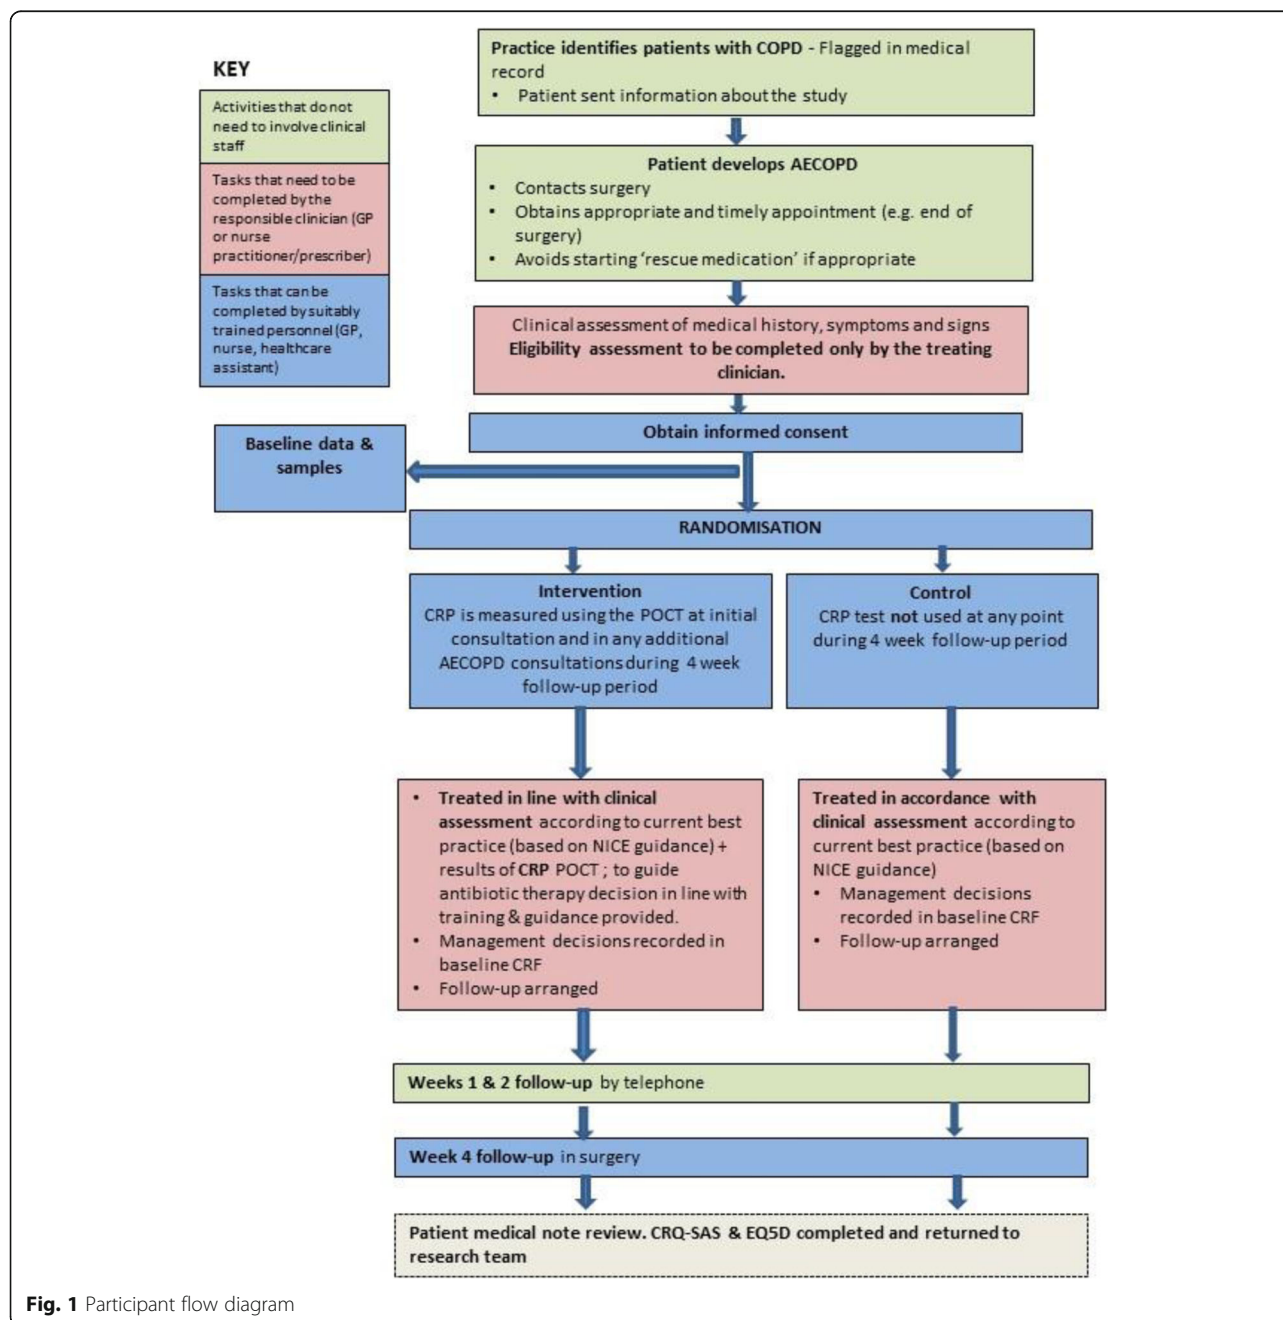 KEY
Activities that do not
need to involve clinical
staff
Tasks that need to be
completed by the
responsible clinician (GP
or nurse
practitioner/prescriber)
Tasks that can be
completed by suitably
trained personnel (GP,
nurse, healthcare
assistant)
Practice identifies patients with COPD - Flagged in medical
record
• Patient sent information about the study
Patient develops AECOPD
• Contacts surgery
• Obtains appropriate and timely appointment (e.g. end of
surgery)
• Avoids starting 'rescue medication' if appropriate
Clinical assessment of medical history, symptoms and signs
Eligibility assessment to be completed only by the treating
clinician.
Obtain informed consent
Baseline data &
samples
RANDOMISATION
Intervention
CRP is measured using the POCT at initial
consultation and in any additional
AECOPD consultations during 4 week
follow-up period
Control
CRP test not used at any point
during 4 week follow-up period
• Treated in line with clinical
assessment according to current best
practice (based on NICE guidance) +
results of CRP POCT ; to guide
antibiotic therapy decision in line with
training & guidance provided.
• Management decisions recorded in
baseline CRF
• Follow-up arranged
Treated in accordance with
clinical assessment according to
current best practice (based on
NICE guidance)
• Management decisions
recorded in baseline CRF
• Follow-up arranged
Weeks 1 & 2 follow-up by telephone
Week 4 follow-up in surgery
Patient medical note review. CRQ-SAS & EQ5D completed and returned to
research team
Fig. 1 Participant flow diagram